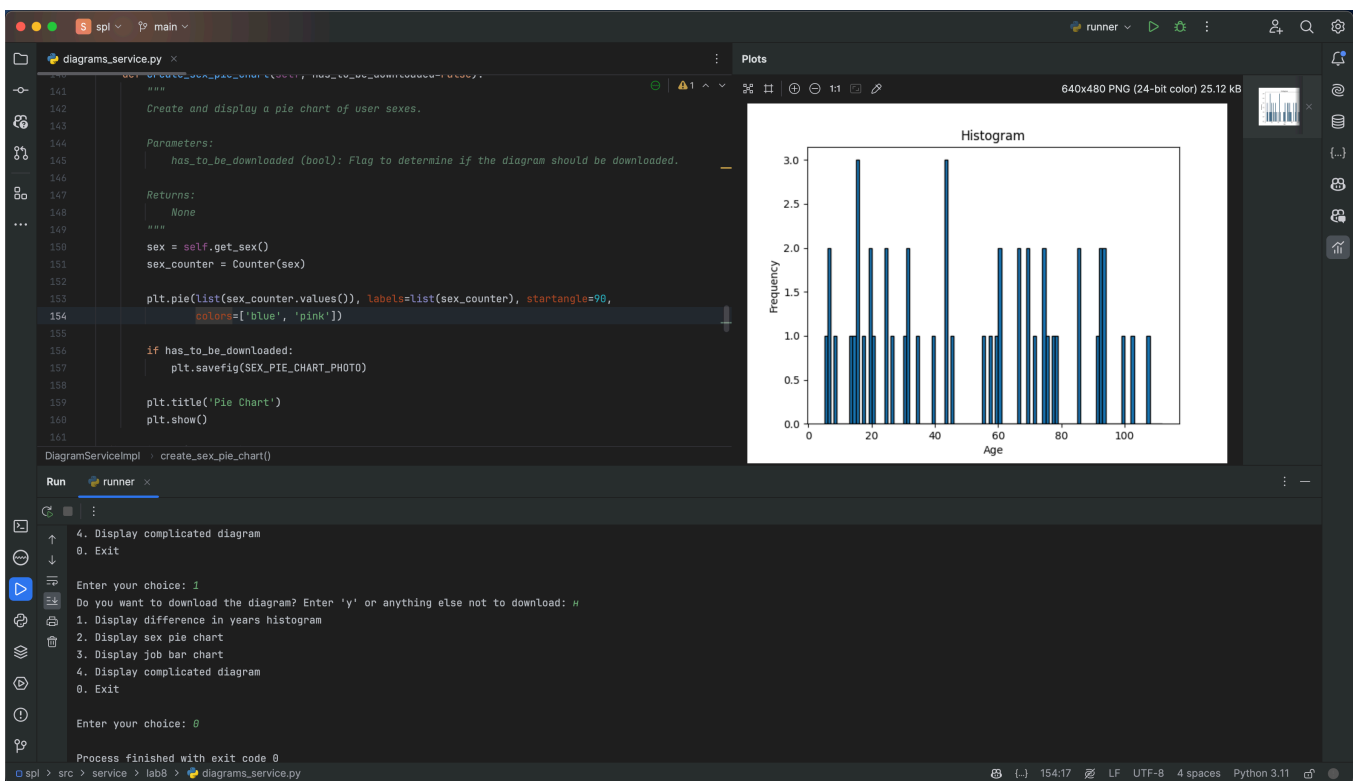 S spl main
runner
diagrams_service.py
140 def create_sex_pie_chart(self, has_to_be_downloaded=False):
141 """
1
142 Create and display a pie chart of user sexes.
143
144 Parameters:
145 has_to_be_downloaded (bool): Flag to determine if the diagram should be downloaded.
146
147 Returns:
148 None
149 """
150 sex = self.get_sex()
151 sex_counter = Counter(sex)
152
153 plt.pie(list(sex_counter.values()), labels=list(sex_counter), startangle=90,
154 colors=['blue', 'pink'])
155
156 if has_to_be_downloaded:
157 plt.savefig(SEX_PIE_CHART_PHOTO)
158
159 plt.title('Pie Chart')
160 plt.show()
161
DiagramServiceImpl › create_sex_pie_chart()
Plots
1:1
640x480 PNG (24-bit color) 25.12 kB
Histogram
3.0
2.5
2.0
1.5
1.0
0.5
0.0
Frequency
0 20 40 60 80 100
Age
Run runner
4. Display complicated diagram
0. Exit
Enter your choice: 1
Do you want to download the diagram? Enter 'y' or anything else not to download: н
1. Display difference in years histogram
2. Display sex pie chart
3. Display job bar chart
4. Display complicated diagram
0. Exit
Enter your choice: 0
Process finished with exit code 0
spl > src > service > lab8 > diagrams_service.py
{...} 154:17 LF UTF-8 4 spaces Python 3.11